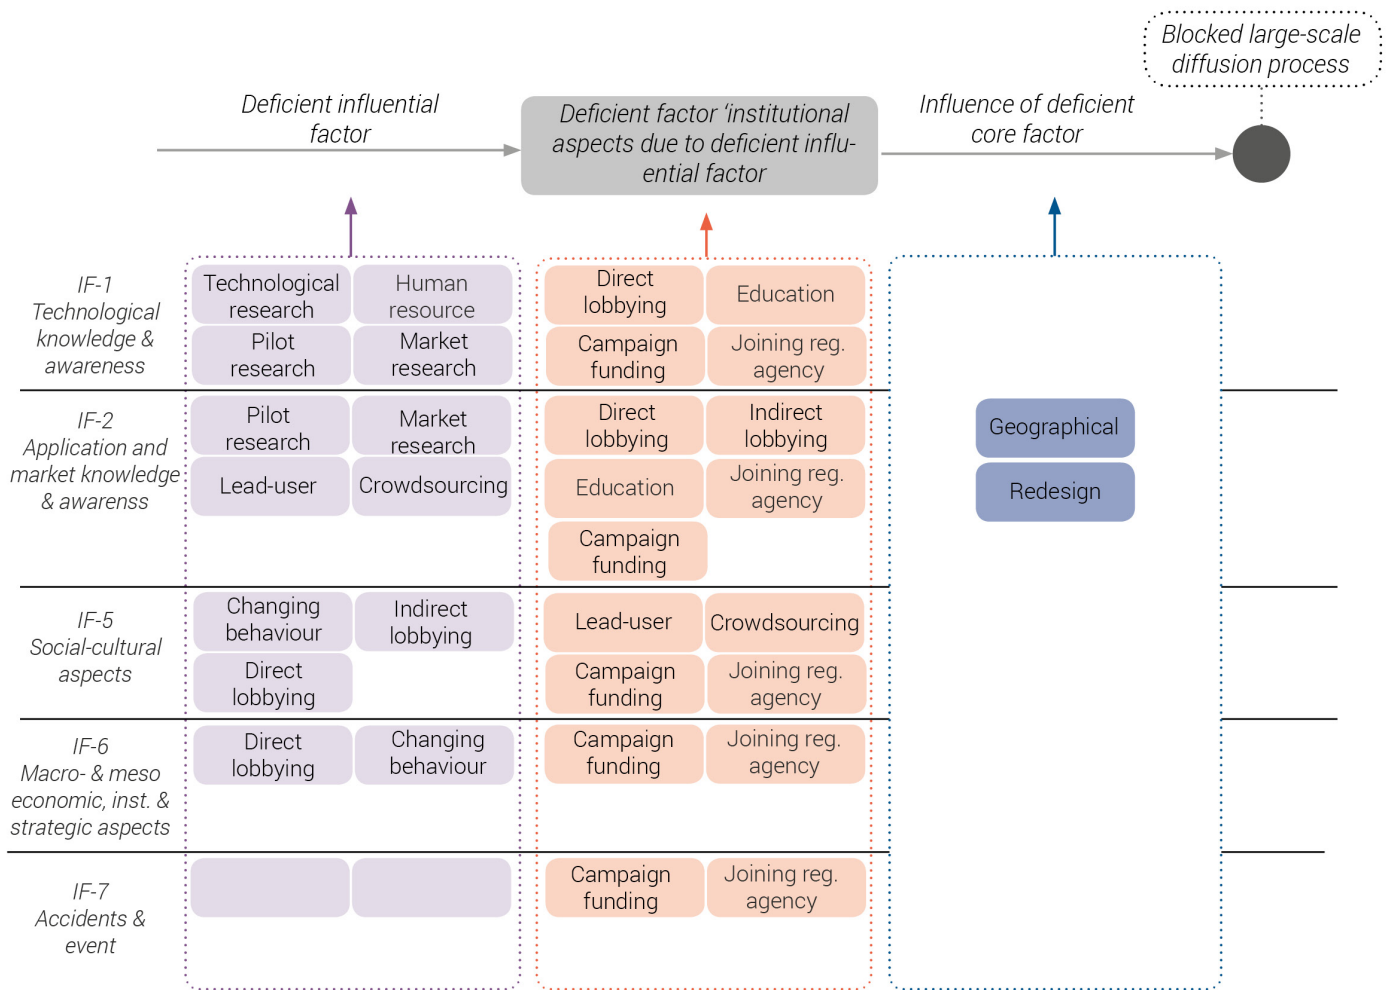 Blocked large-scale
diffusion process
Deficient influential
factor
Deficient factor ‘institutional
aspects due to deficient influ-
ential factor
Influence of deficient
core factor
IF-1
Technological
knowledge &
awareness
Technological
research
Human
resource
Pilot
research
Market
research
Direct
lobbying
Education
Campaign
funding
Joining reg.
agency
IF-2
Application and
market knowledge
& awarenss
Pilot
research
Market
research
Lead-user
Crowdsourcing
Direct
lobbying
Indirect
lobbying
Education
Joining reg.
agency
Campaign
funding
Geographical
Redesign
IF-5
Social-cultural
aspects
Changing
behaviour
Indirect
lobbying
Direct
lobbying
Lead-user
Crowdsourcing
Campaign
funding
Joining reg.
agency
IF-6
Macro- & meso
economic, inst. &
strategic aspects
Direct
lobbying
Changing
behaviour
Campaign
funding
Joining reg.
agency
IF-7
Accidents &
event
Campaign
funding
Joining reg.
agency